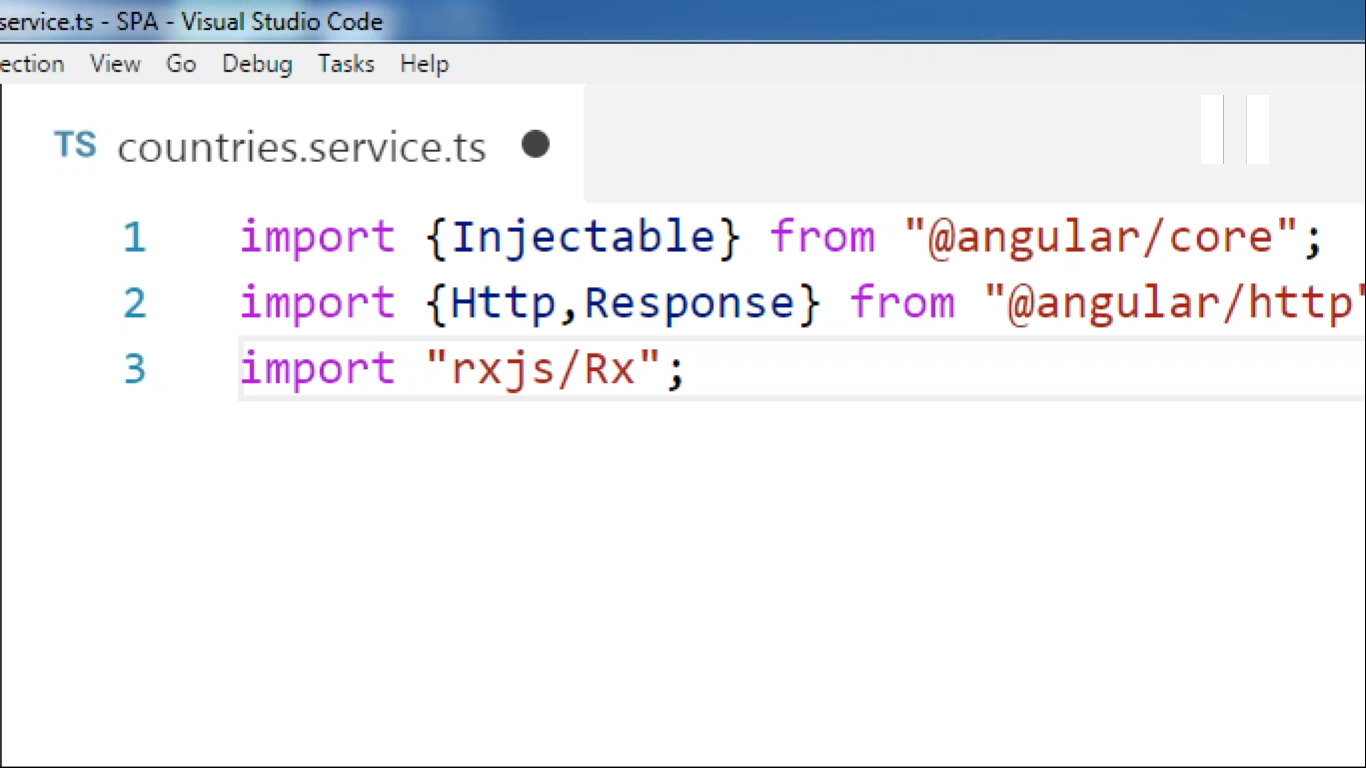 service.ts - SPA - Visual Studio Code
ection View Go Debug Tasks Help
TS countries.service.ts
1 import {Injectable} from "@angular/core";
2 import {Http,Response} from "@angular/http"
3 import "rxjs/Rx";